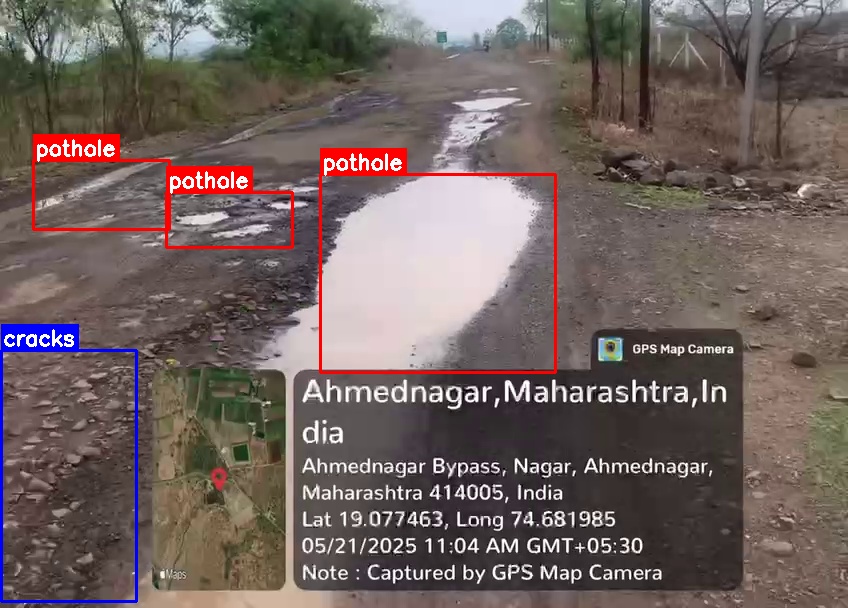 pothole
pothole
pothole
cracks
GPS Map Camera
Ahmednagar,Maharashtra,In
dia
Ahmednagar Bypass, Nagar, Ahmednagar,
Maharashtra 414005, India
Lat 19.077463, Long 74.681985
05/21/2025 11:04 AM GMT+05:30
Note : Captured by GPS Map Camera
Maps